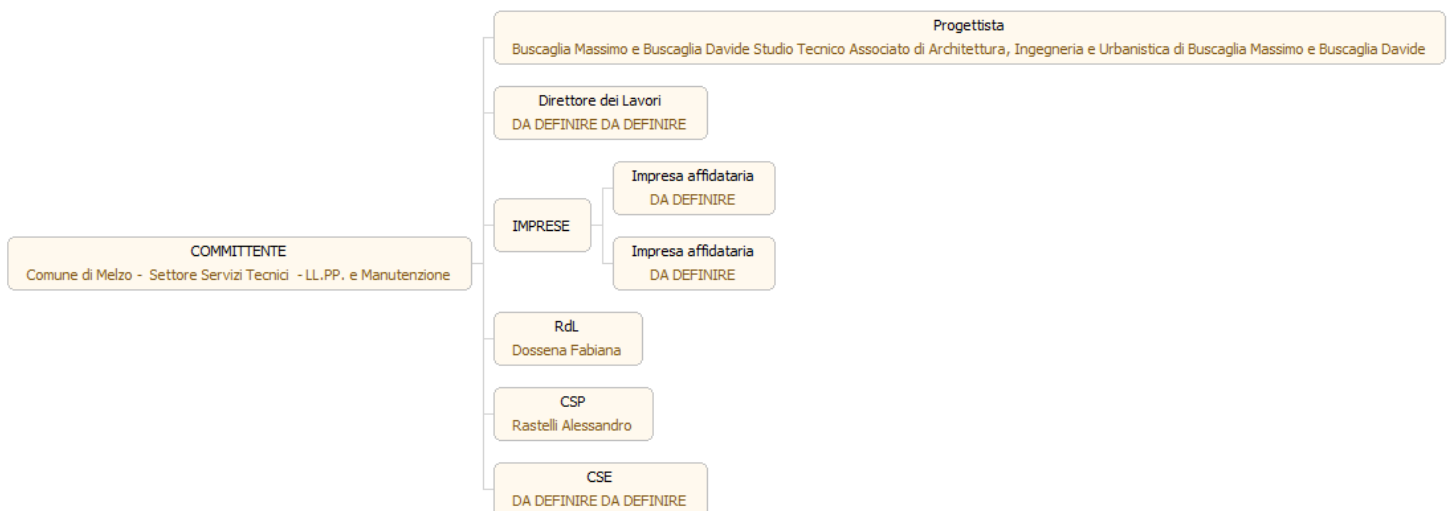 Progettista
Buscaglia Massimo e Buscaglia Davide Studio Tecnico Associato di Architettura, Ingegneria e Urbanistica di Buscaglia Massimo e Buscaglia Davide
Direttore dei Lavori
DA DEFINIRE DA DEFINIRE
Impresa affidataria
DA DEFINIRE
IMPRESE
Impresa affidataria
DA DEFINIRE
COMMITTENTE
Comune di Melzo - Settore Servizi Tecnici - LL.PP. e Manutenzione
RdL
Dossena Fabiana
CSP
Rastelli Alessandro
CSE
DA DEFINIRE DA DEFINIRE